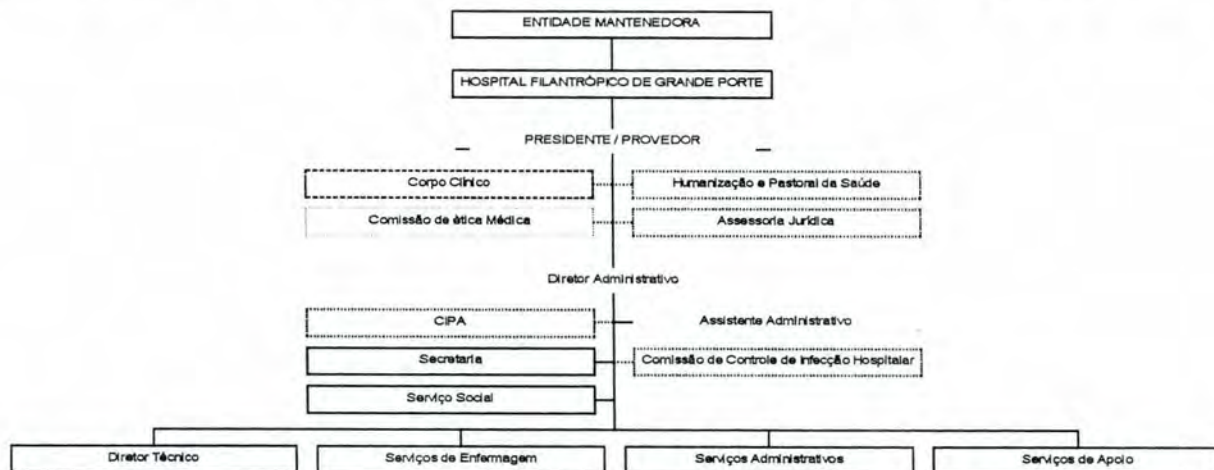 ENTIDADE MANTENEDORA
HOSPITAL FILANTRÓPICO DE GRANDE PORTE
PRESIDENTE / PROVEDOR
Corpo Clínico
Humanização e Pastoral da Saúde
Comissão de ética Médica
Assessoria Jurídica
Diretor Administrativo
CIPA
Assistente Administrativo
Secretaria
Comissão de Controle de Infecção Hospitalar
Serviço Social
Diretor Técnico
Serviços de Enfermagem
Serviços Administrativos
Serviços de Apoio